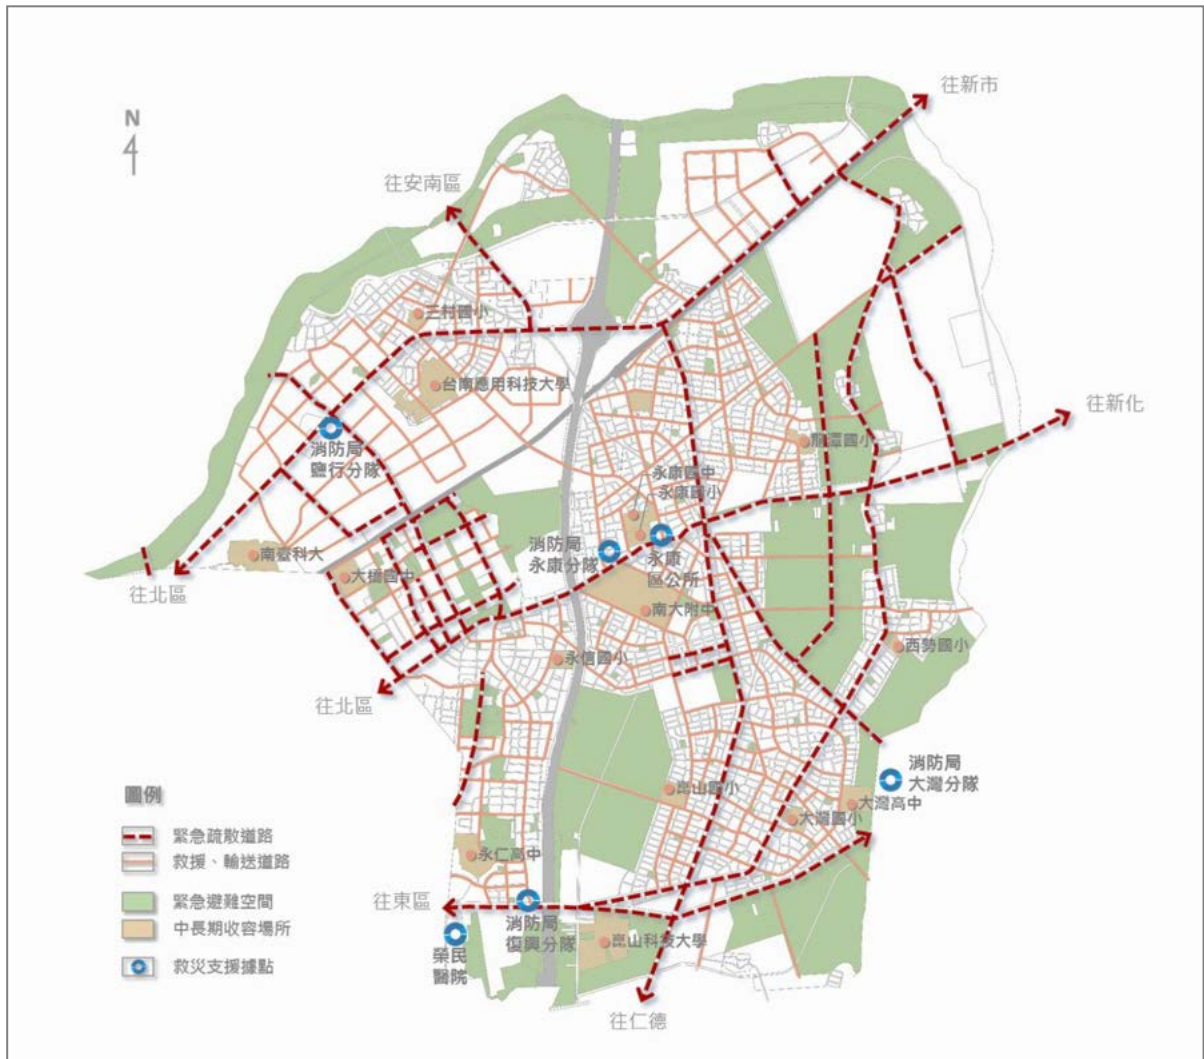 往新市
N
往安南區
三村國小
台南應用科技大學
往新化
消防局
鹽行分隊
龍潭國小
永康國中
永康國小
南臺科大
大橋國中
消防局
永康分隊
永康
區公所
往北區
南大附中
西勢國小
永信國小
往北區
消防局
大灣分隊
崑山國小
大灣高中
大灣國小
圖例
緊急疏散道路
救援、輸送道路
緊急避難空間
中長期收容場所
救災支援據點
永仁高中
往東區
消防局
復興分隊
榮民
醫院
崑山科技大學
往仁德